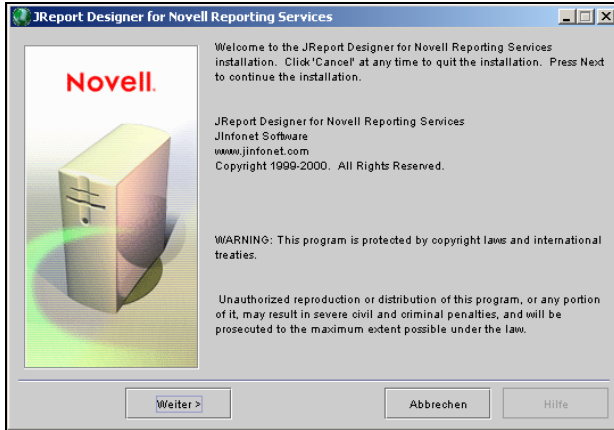 JReport Designer for Novell Reporting Services
Novell.
Welcome to the JReport Designer for Novell Reporting Services
installation. Click 'Cancel' at any time to quit the installation. Press Next
to continue the installation.
JReport Designer for Novell Reporting Services
JInfonet Software
www.jinfonet.com
Copyright 1999-2000. All Rights Reserved.
WARNING: This program is protected by copyright laws and international
treaties.
Unauthorized reproduction or distribution of this program, or any portion
of it, may result in severe civil and criminal penalties, and will be
prosecuted to the maximum extent possible under the law.
Weiter >
Abbrechen
Hilfe